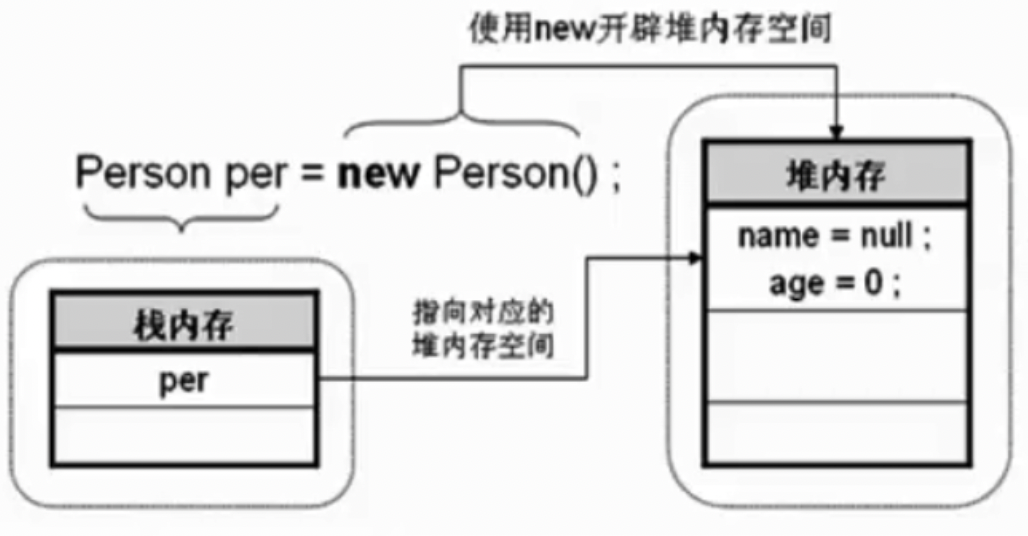 使用new开辟堆内存空间
Person per = new Person() ;
堆内存
name = null ;
age = 0 ;
栈内存
per
指向对应的
堆内存空间